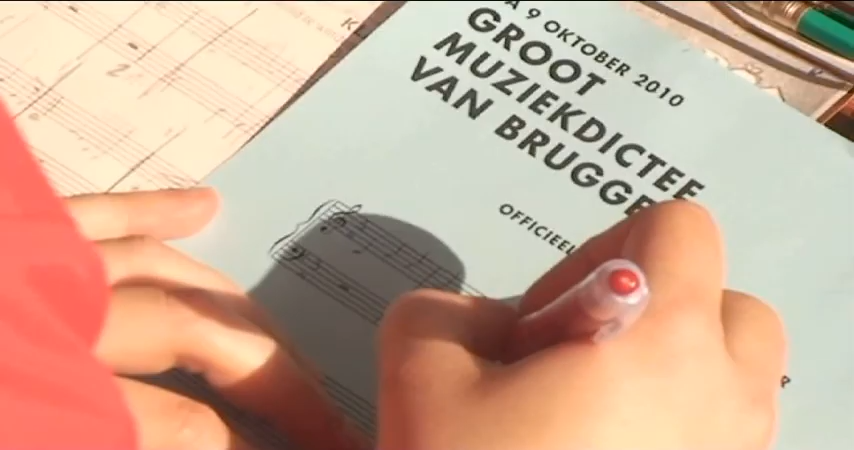 A 9 OKTOBER 2010
GROOT
MUZIEKDICTEE
VAN BRUGGE
OFFICIEEL